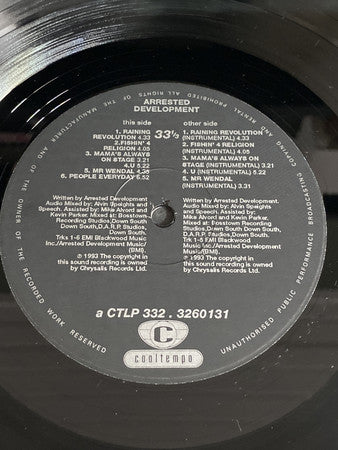 ARRESTED
DEVELOPMENT
this side
33⅓
other side
1. RAINING
REVOLUTION 4.33
2.FISHIN' 4
RELIGION 4.05
3. MAMA'S ALWAYS
ON STAGE 3.21
4.U 5.22
5. MR WENDAL
6. PEOPLE EVERYDAY 5.52
1. RAINING REVOLUTION
(INSTRUMENTAL) 4.33
2. FISHIN' 4 RELIGION
(INSTRUMENTAL) 4.05
3. MAMA'S ALWAYS ON
STAGE (INSTRUMENTAL) 3.21
4. U (INSTRUMENTAL) 5.22
5. MR WENDAL
(INSTRUMENTAL) 3.31
Written by Arrested Development
Audio Mixed by: Alvin Speights
and Speech. Assisted by: Mike Alvord and
Kevin Parker. Mixed at:
Recording Studios, Down South
Down South, D.A.R.P. Studios,
Down South.
Trks 1-6 EMI Blackwood Music
Inc./Arrested Development Music
(BMI).
℗ 1993 The copyright in
this sound recording is owned
by Chrysalis Records Ltd.
Written by: Arrested Development
Audio Mixed by: Alvin Speights and
Speech. Assisted by: Mike
Alvord and Kevin Parker.
Mixed at:
Recording Studios, Down South
D.A.R.P. Studios,
Down South.
Trks 1-5 EMI Blackwood
Music Inc./Arrested
Development Music
(BMI).
℗ 1993 The copyright in
this sound recording is
owned by Chrysalis
Records Ltd.
a CTLP 332 . 3260131
C
cooltempo
ALL RIGHTS OF THE MANUFACTURER AND OF THE OWNER OF THE RECORDED WORK RESERVED
UNAUTHORISED PUBLIC PERFORMANCE BROADCASTING COPYING AND RENTAL PROHIBITED